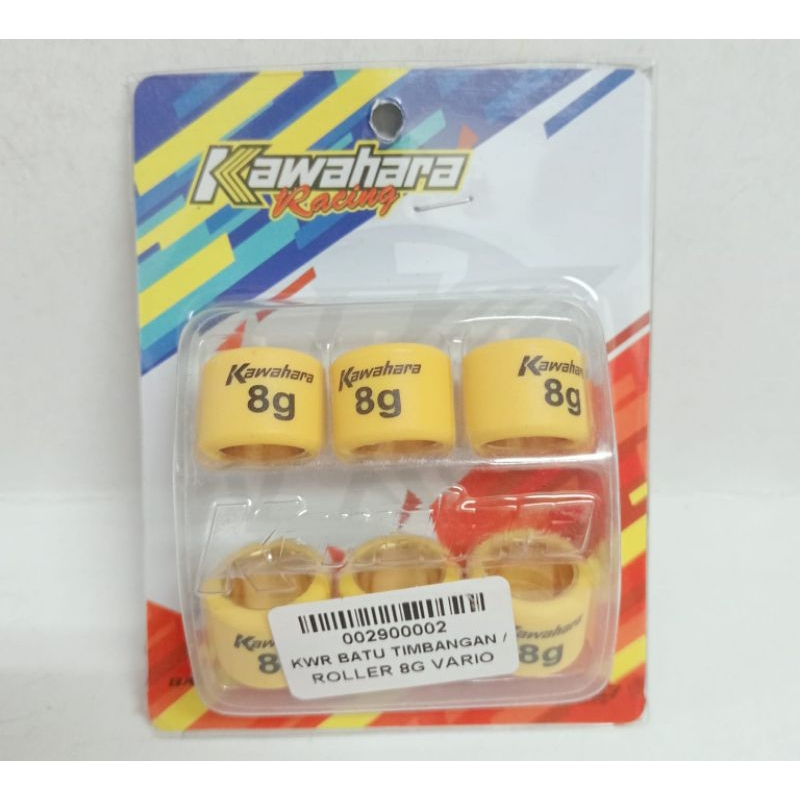 Kawahara
Racing
Kawahara
8g
Kawahara
8g
Kawahara
8g
Kawahara
8
Kawahara
8g
002900002
KWR BATU TIMBANGAN /
ROLLER 8G VARIO